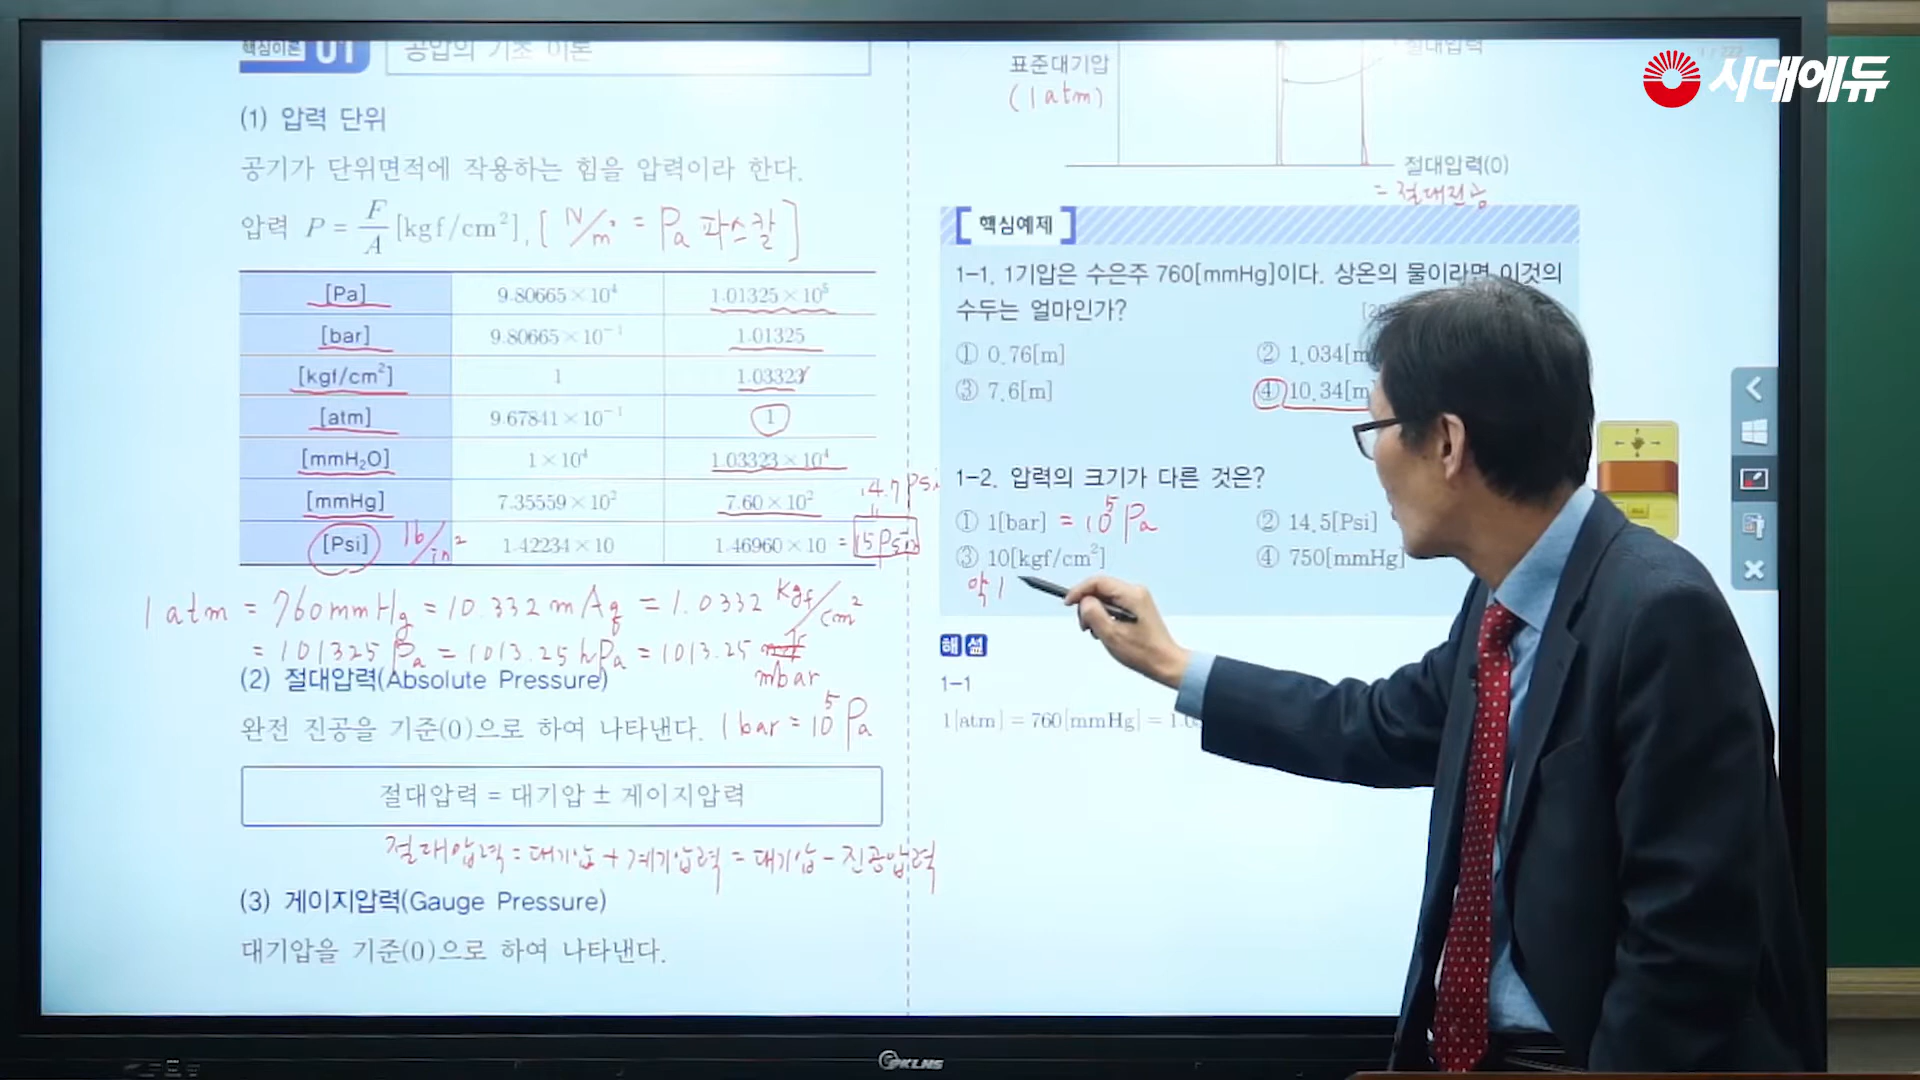 핵심이론 01 공압의 기초 이론
(1) 압력 단위
공기가 단위면적에 작용하는 힘을 압력이라 한다.
압력 P = F/A [kgf/cm²], [N/m² = Pa 파스칼]
[Pa] 9.80665×10⁴ 1.01325×10⁵
[bar] 9.80665×10⁻¹ 1.01325
[kgf/cm²] 1 1.03323
[atm] 9.67841×10⁻¹ 1
[mmH₂O] 1×10⁴ 1.03323×10⁴
[mmHg] 7.35559×10² 7.60×10²
14.7psi
[Psi] lb/in² 1.42234×10 1.46960×10 = 15psi
1atm = 760mmHg = 10.332mAq = 1.0332 kgf/cm²
= 101325 Pa = 1013.25 hPa = 1013.25
mbar
(2) 절대압력(Absolute Pressure)
완전 진공을 기준(0)으로 하여 나타낸다. 1bar = 10⁵ Pa
절대압력 = 대기압 ± 게이지압력
절대압력 = 대기압 + 계기압력 = 대기압 - 진공압력
(3) 게이지압력(Gauge Pressure)
대기압을 기준(0)으로 하여 나타낸다.
절대압력
표준대기압
(1atm)
절대압력(0)
= 절대진공
[핵심예제]
1-1. 1기압은 수은주 760[mmHg]이다. 상온의 물이라면 이것의
수두는 얼마인가?
① 0.76[m] ② 1.034[m
③ 7.6[m] ④ 10.34[m
1-2. 압력의 크기가 다른 것은?
① 1[bar] = 10⁵ Pa ② 14.5[Psi]
③ 10[kgf/cm²] ④ 750[mmHg]
약 1
해설
1-1
1[atm] = 760[mmHg] = 1.0
시대에듀
PKLNS